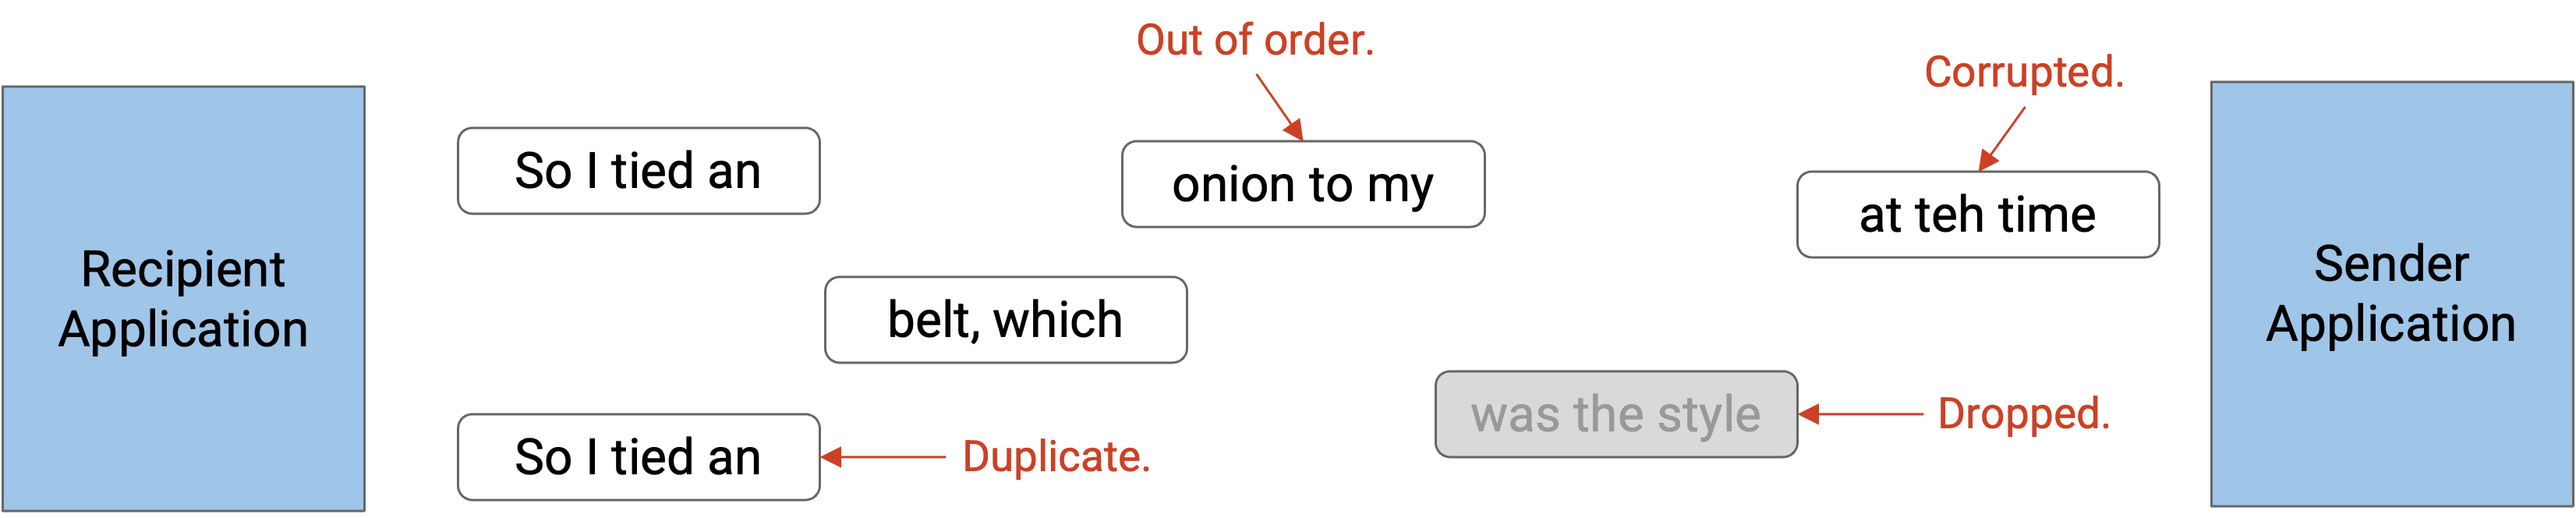 Out of order.
Corrupted.
So I tied an
onion to my
at teh time
Recipient
Application
belt, which
Sender
Application
was the style
Dropped.
So I tied an
Duplicate.